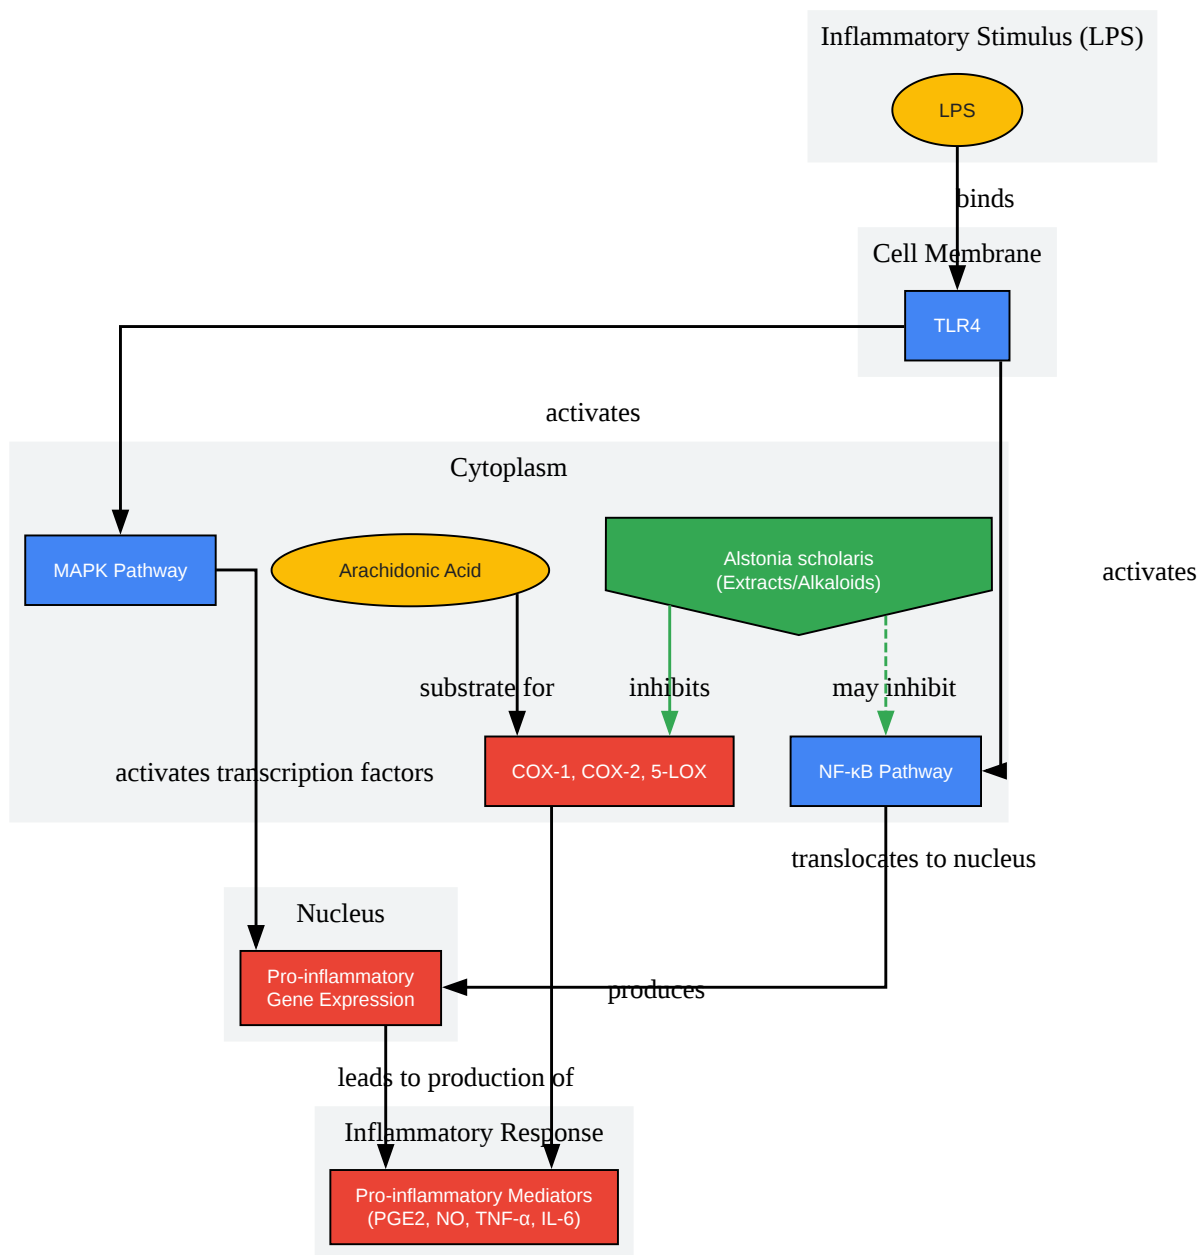 Inflammatory Stimulus (LPS)
LPS
binds
Cell Membrane
TLR4
activates
Cytoplasm
MAPK Pathway
Arachidonic Acid
Alstonia scholaris
(Extracts/Alkaloids)
activates
substrate for
inhibits
may inhibit
activates transcription factors
COX-1, COX-2, 5-LOX
NF-κB Pathway
translocates to nucleus
Nucleus
Pro-inflammatory
Gene Expression
produces
leads to production of
Inflammatory Response
Pro-inflammatory Mediators
(PGE2, NO, TNF-α, IL-6)